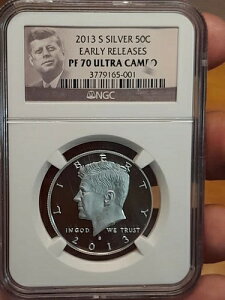 2013 S SILVER 50C
EARLY RELEASES
PF 70 ULTRA CAMEO
3779165-001
NGC
LIBERTY
IN GOD WE TRUST
S
2013